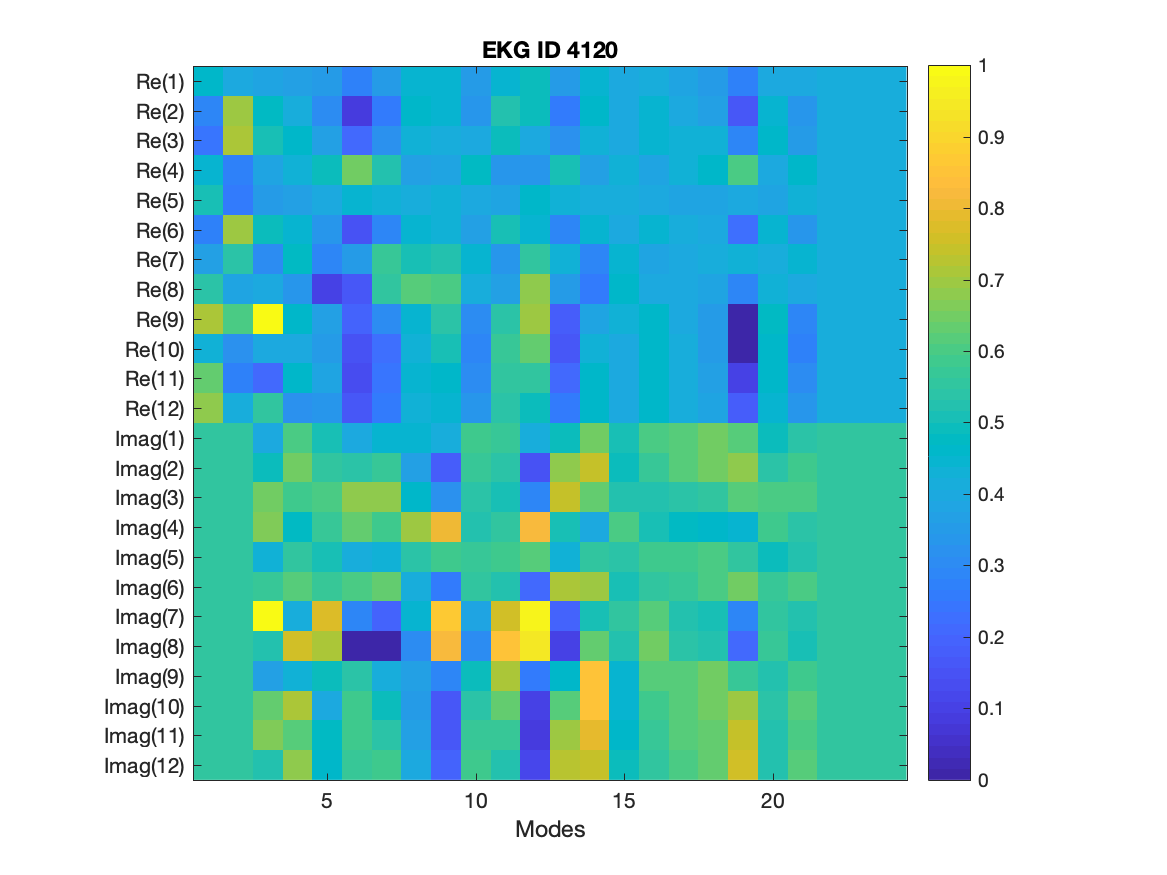 EKG ID 4120
Re(1)
Re(2)
Re(3)
Re(4)
Re(5)
Re(6)
Re(7)
Re(8)
Re(9)
Re(10)
Re(11)
Re(12)
Imag(1)
Imag(2)
Imag(3)
Imag(4)
Imag(5)
Imag(6)
Imag(7)
Imag(8)
Imag(9)
Imag(10)
Imag(11)
Imag(12)
5 10 15 20
Modes
1
0.9
0.8
0.7
0.6
0.5
0.4
0.3
0.2
0.1
0